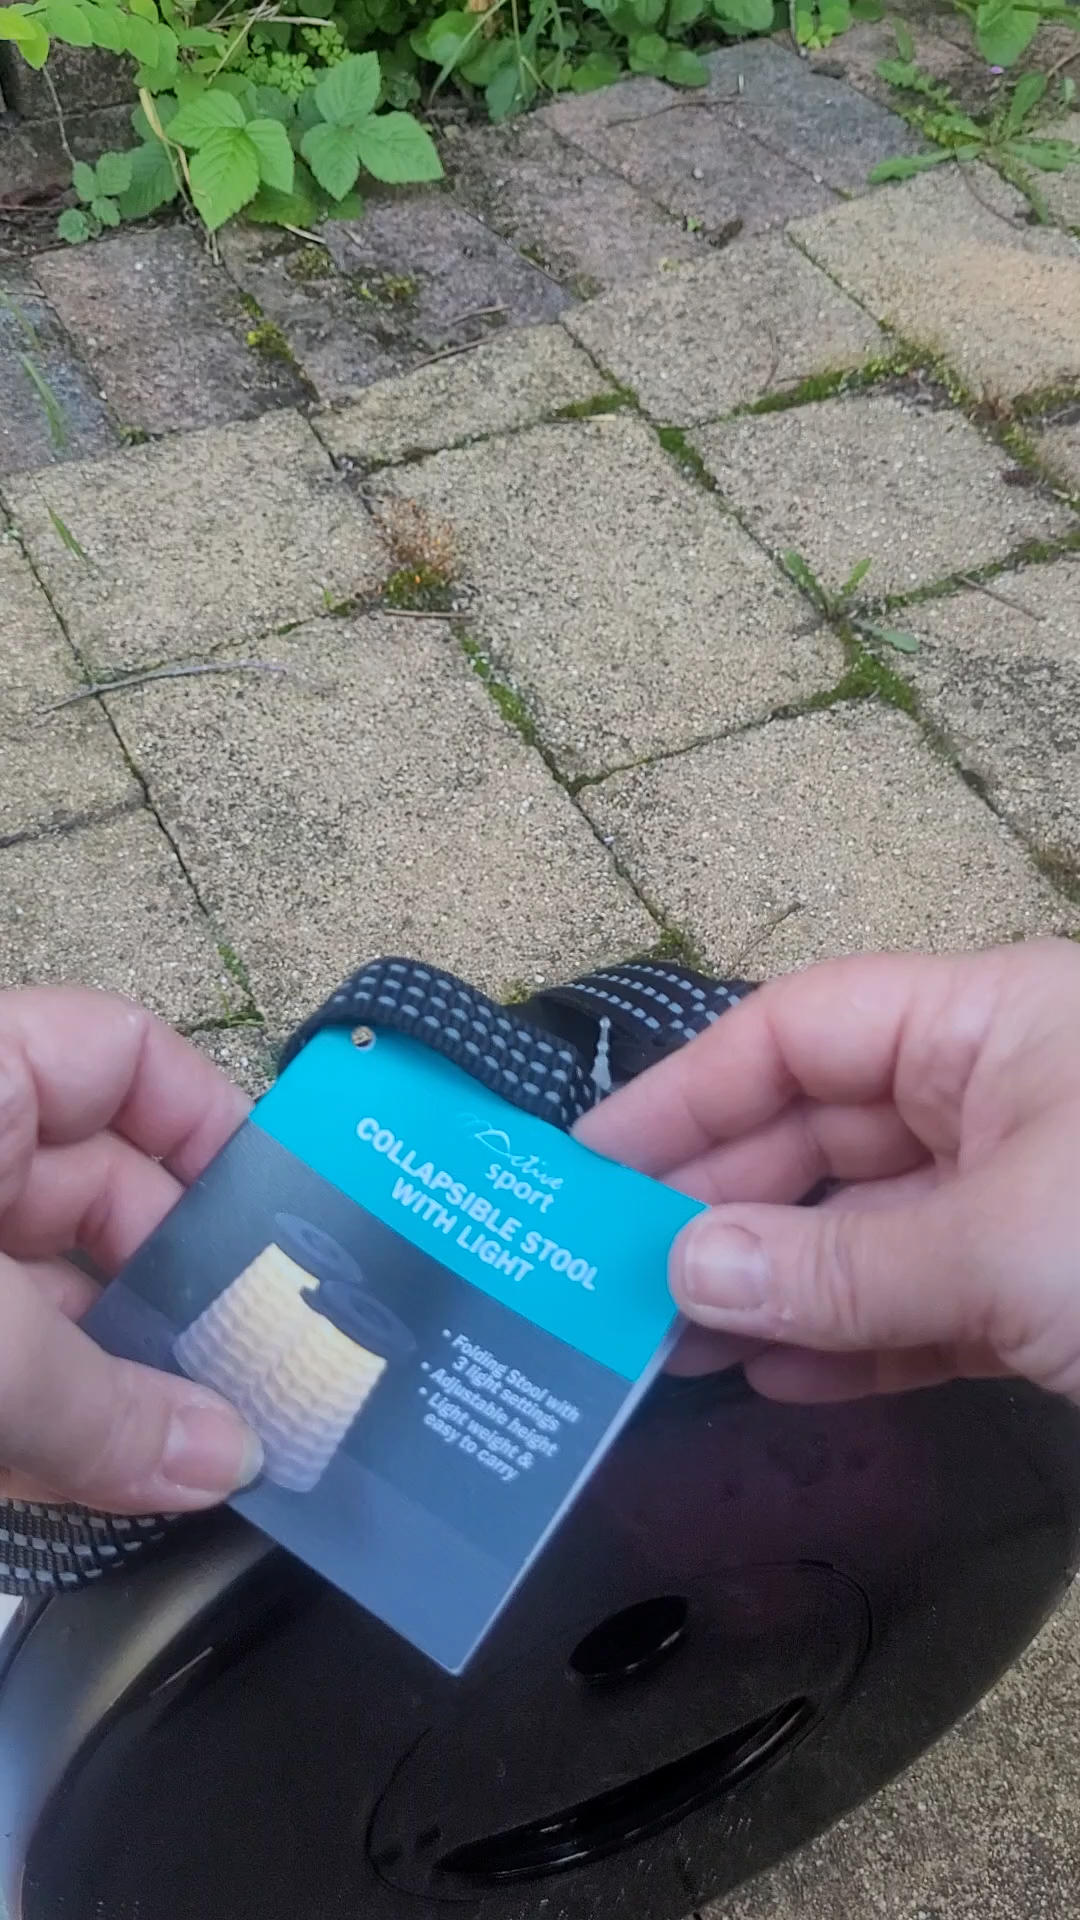 Active
sport
COLLAPSIBLE STOOL
WITH LIGHT
• Folding Stool with
3 light settings
• Adjustable height
• Light weight &
easy to carry